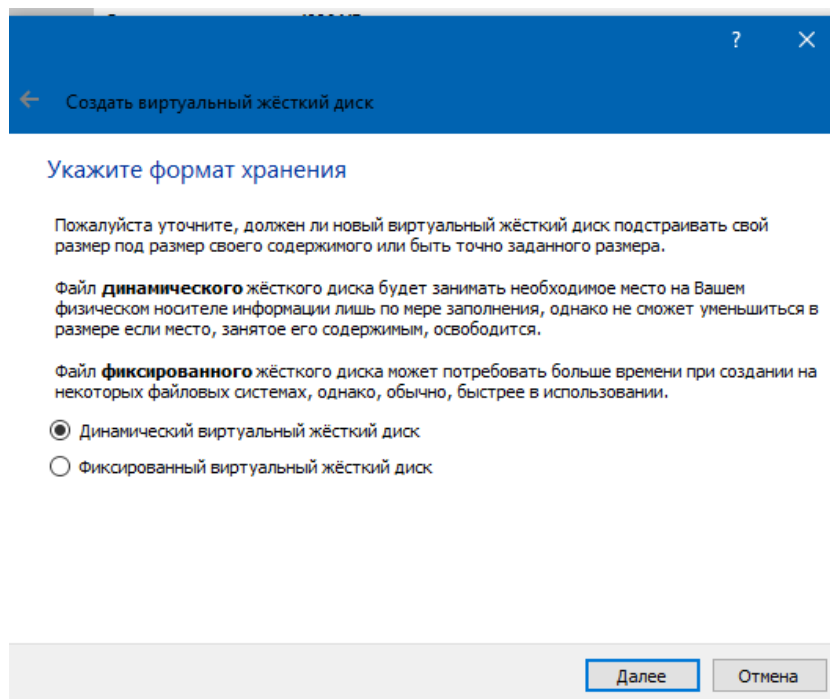 ?
Создать виртуальный жёсткий диск
Укажите формат хранения
Пожалуйста уточните, должен ли новый виртуальный жёсткий диск подстраивать свой
размер под размер своего содержимого или быть точно заданного размера.
Файл динамического жёсткого диска будет занимать необходимое место на Вашем
физическом носителе информации лишь по мере заполнения, однако не сможет уменьшиться в
размере если место, занятое его содержимым, освободится.
Файл фиксированного жёсткого диска может потребовать больше времени при создании на
некоторых файловых системах, однако, обычно, быстрее в использовании.
Динамический виртуальный жёсткий диск
Фиксированный виртуальный жёсткий диск
Далее
Отмена